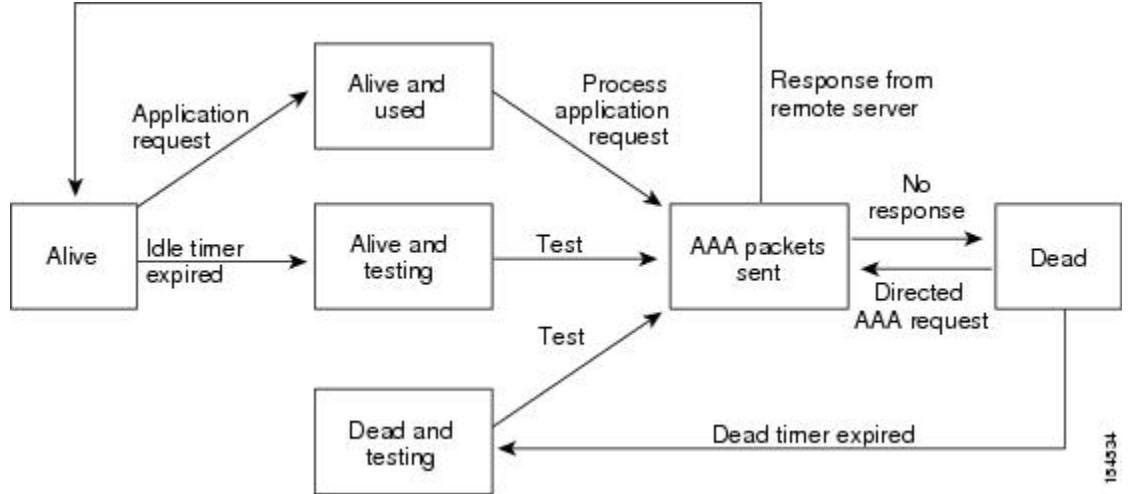 Alive and
used
Process
application
request
Response from
remote server
Application
request
No
response
Alive
Idle timer
expired
Alive and
testing
Test
AAA packets
sent
Dead
Directed
AAA request
Test
Dead and
testing
Dead timer expired
154534